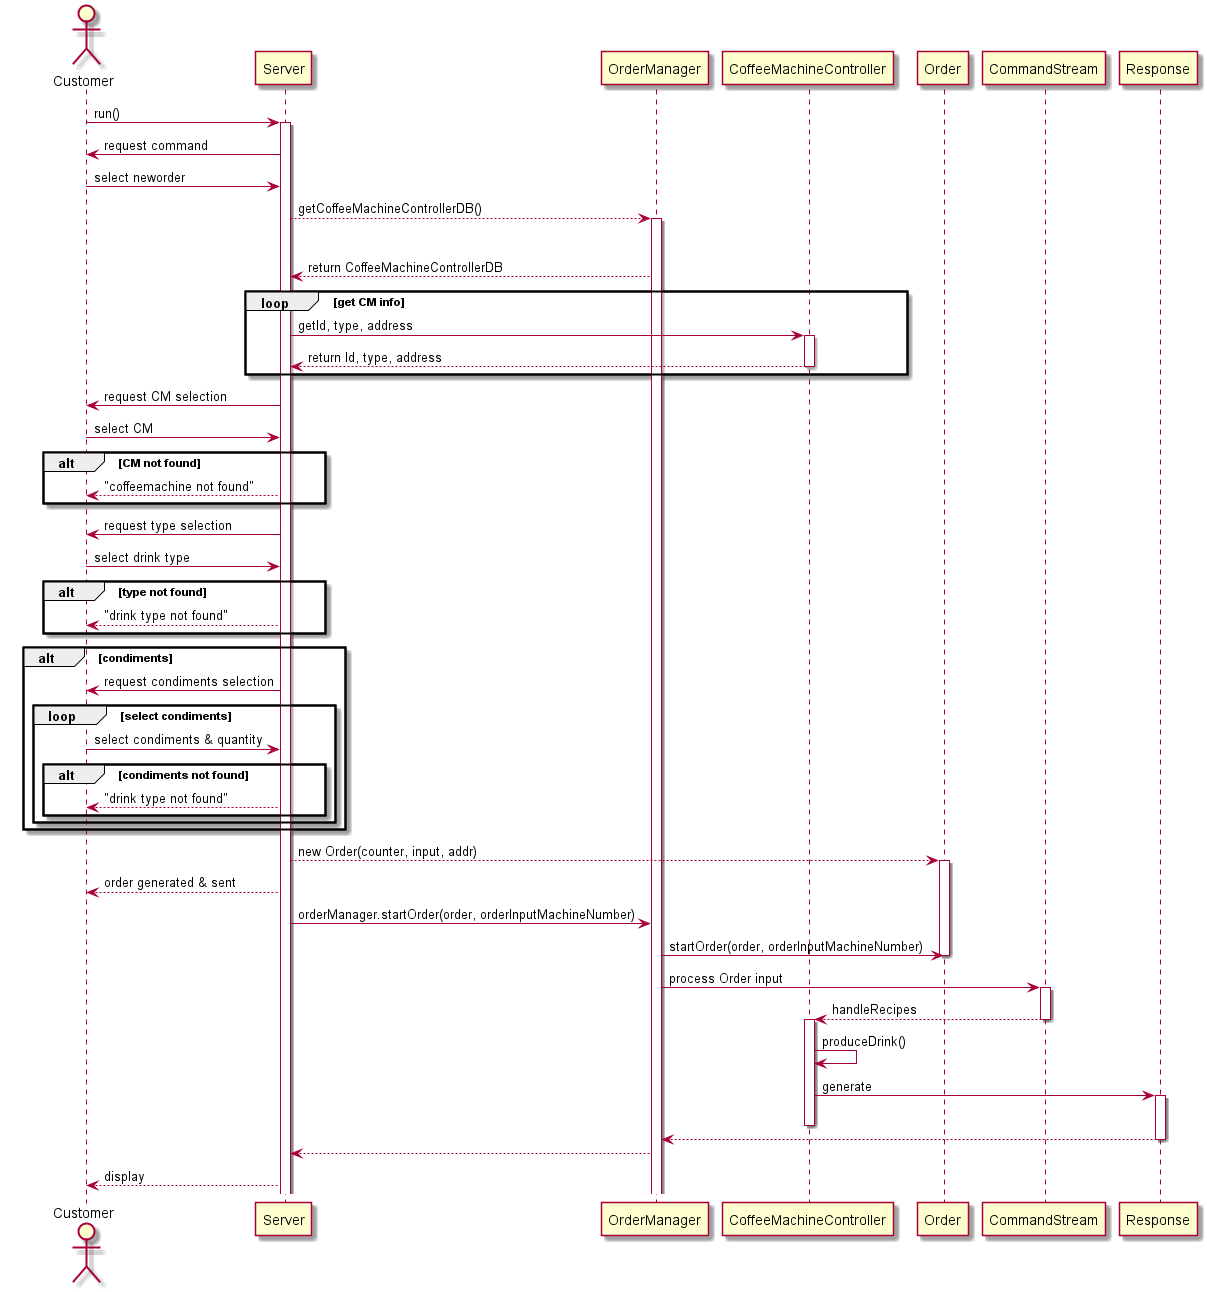 Customer
Server
OrderManager
CoffeeMachineController
Order
CommandStream
Response
run()
request command
select neworder
getCoffeeMachineControllerDB()
return CoffeeMachineControllerDB
loop [get CM info]
getId, type, address
return Id, type, address
request CM selection
select CM
alt [CM not found]
"coffeemachine not found"
request type selection
select drink type
alt [type not found]
"drink type not found"
alt [condiments]
request condiments selection
loop [select condiments]
select condiments & quantity
alt [condiments not found]
"drink type not found"
new Order(counter, input, addr)
order generated & sent
orderManager.startOrder(order, orderInputMachineNumber)
startOrder(order, orderInputMachineNumber)
process Order input
handleRecipes
produceDrink()
generate
display
Customer
Server
OrderManager
CoffeeMachineController
Order
CommandStream
Response